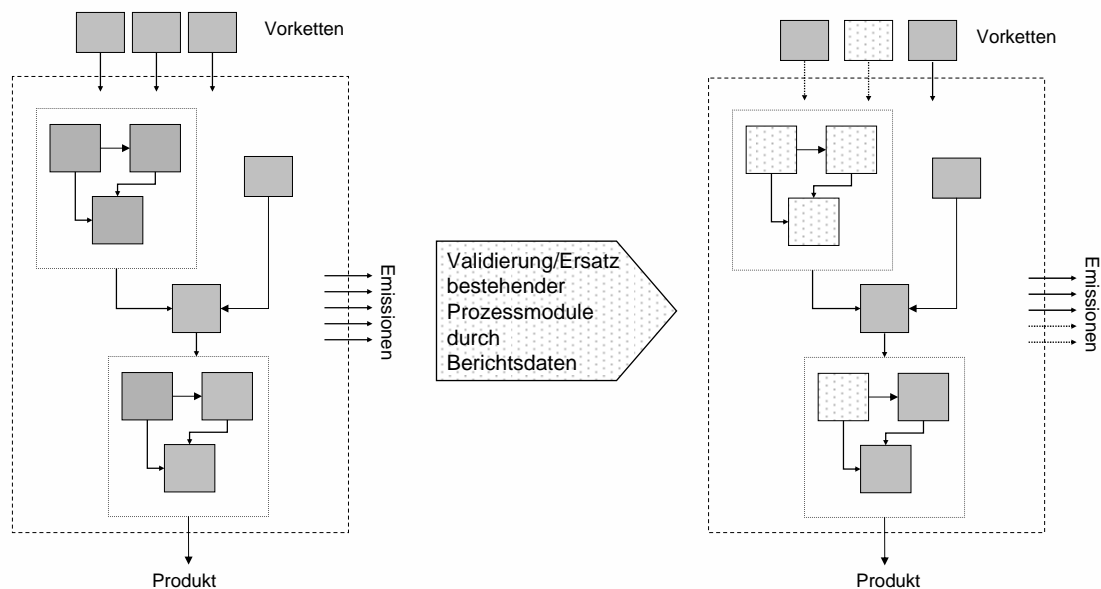 Vorketten
Emissionen
Produkt
Validierung/Ersatz
bestehender
Prozessmodule
durch
Berichtsdaten
Vorketten
Emissionen
Produkt